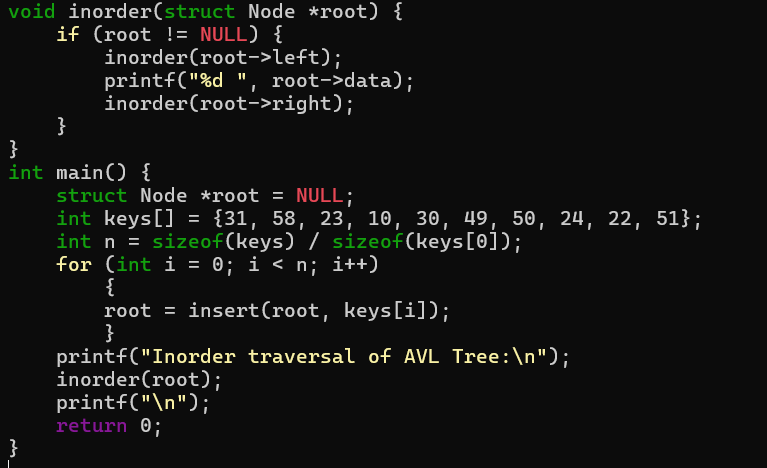 void inorder(struct Node *root) {
    if (root != NULL) {
        inorder(root->left);
        printf("%d ", root->data);
        inorder(root->right);
    }
}
int main() {
    struct Node *root = NULL;
    int keys[] = {31, 58, 23, 10, 30, 49, 50, 24, 22, 51};
    int n = sizeof(keys) / sizeof(keys[0]);
    for (int i = 0; i < n; i++)
        {
        root = insert(root, keys[i]);
        }
    printf("Inorder traversal of AVL Tree:\n");
    inorder(root);
    printf("\n");
    return 0;
}